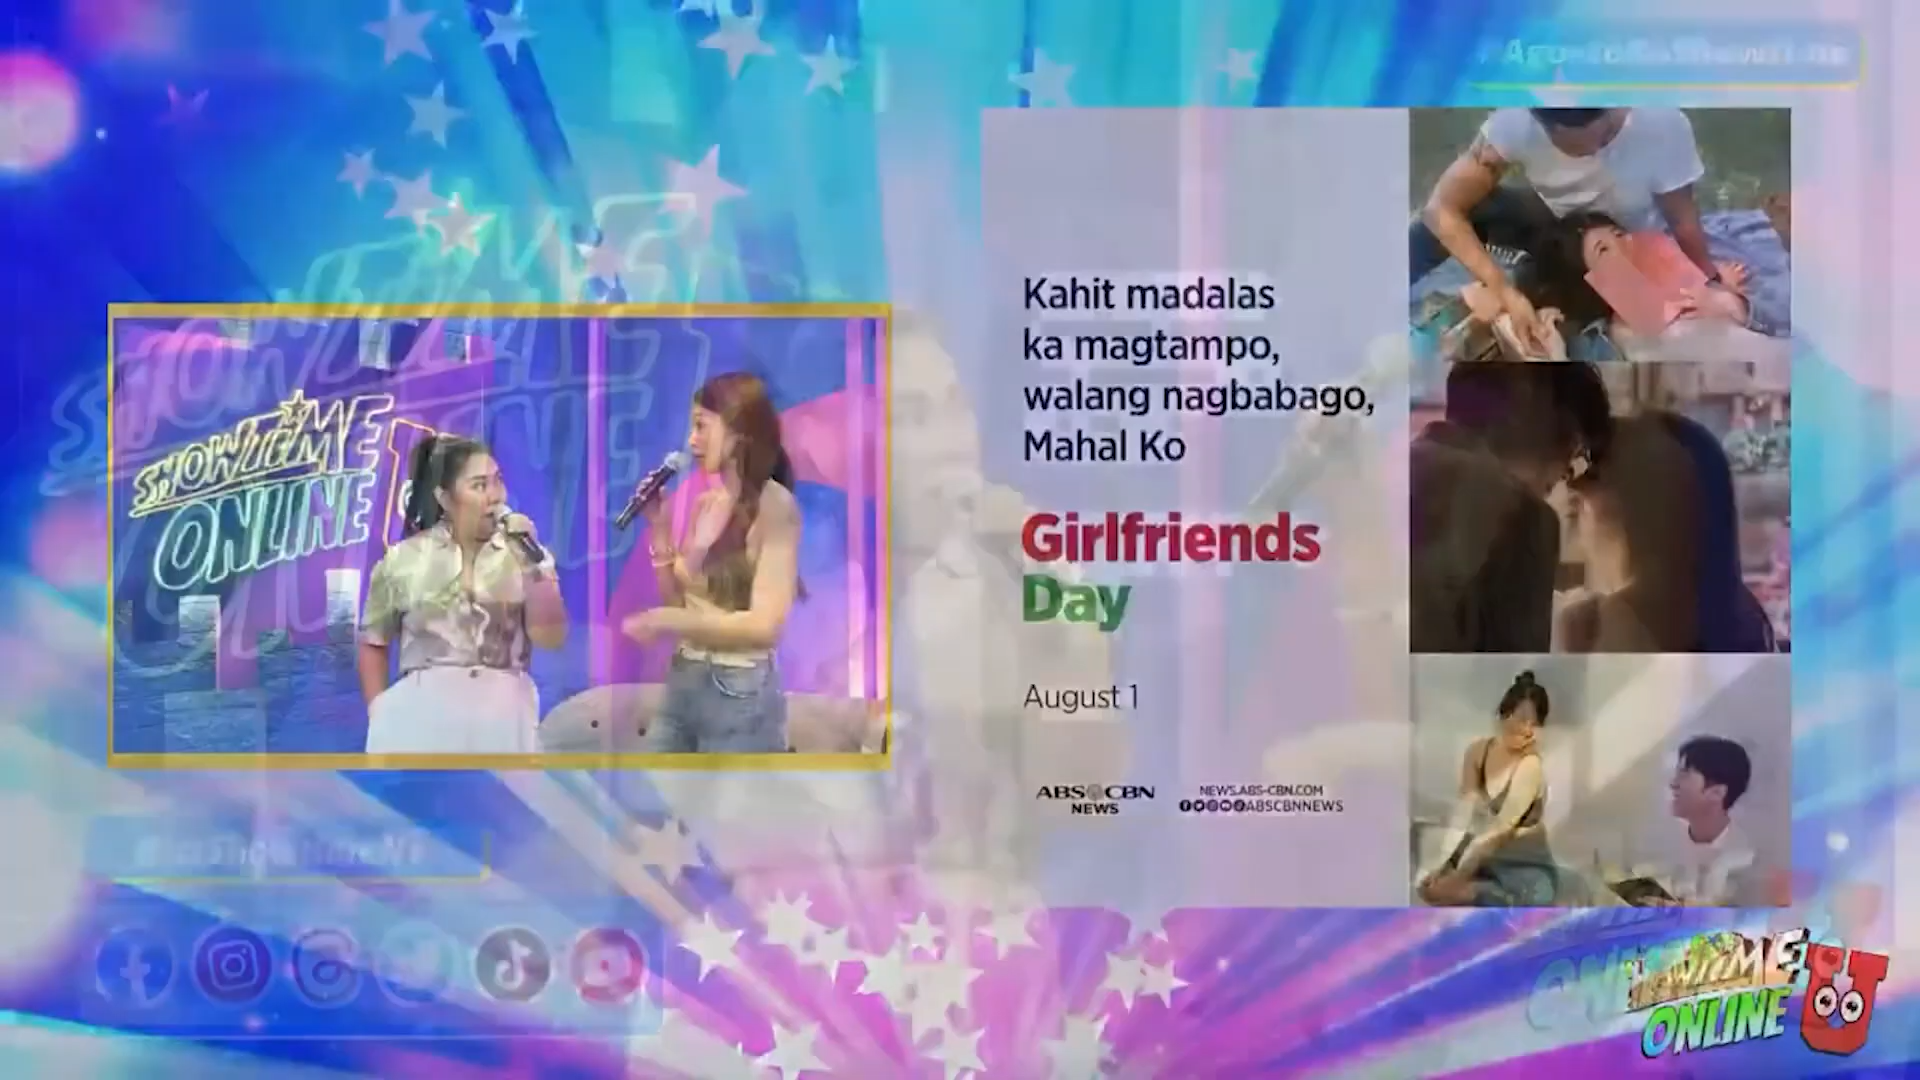 SHOWTiME
ONLINE
Kahit madalas
ka magtampo,
walang nagbabago,
Mahal Ko
Girlfriends
Day
August 1
ABS CBN
NEWS
NEWS.ABS-CBN.COM
ABSCBNNEWS
SHOWTiME
ONLINE U